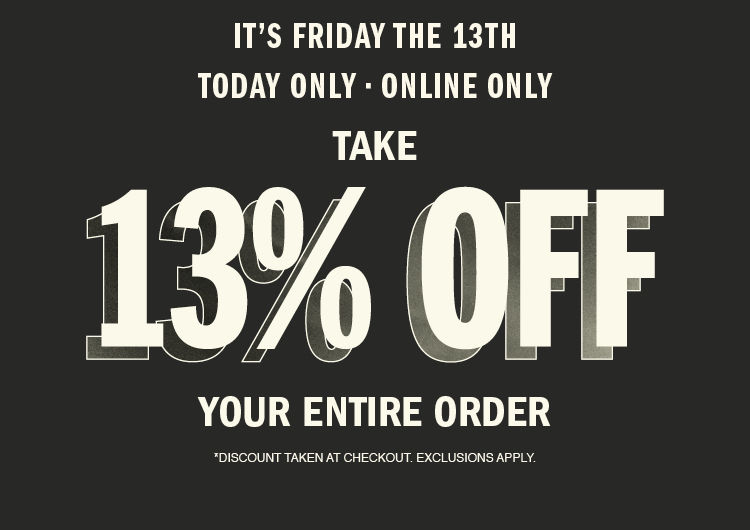 IT'S FRIDAY THE 13TH
TODAY ONLY · ONLINE ONLY
TAKE
13% OFF
YOUR ENTIRE ORDER
*DISCOUNT TAKEN AT CHECKOUT. EXCLUSIONS APPLY.